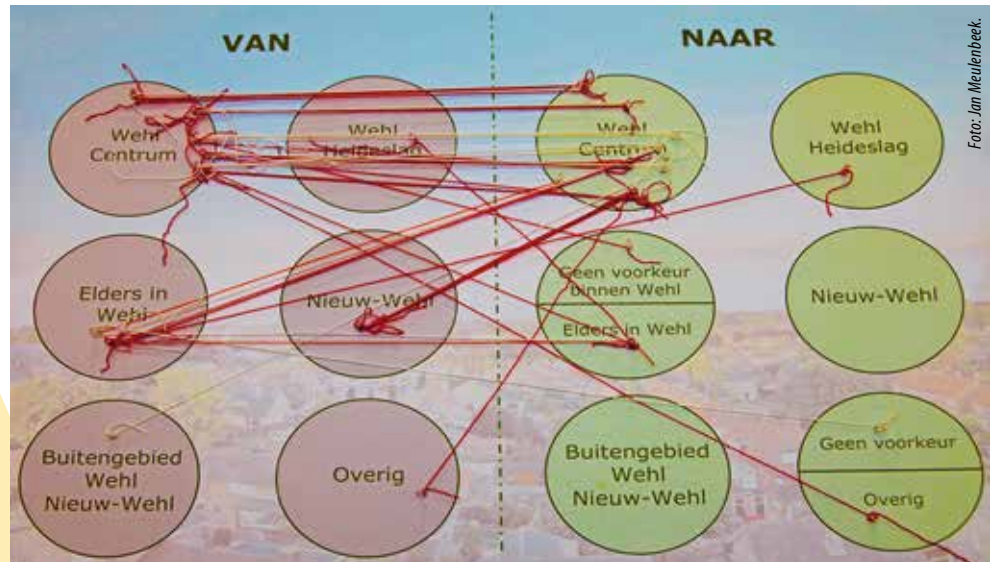 VAN
NAAR
Wehl
Centrum
Wehl
Heideslag
Wehl
Centrum
Wehl
Heideslag
Elders in
Wehl
Nieuw-Wehl
Geen voorkeur
binnen Wehl
Elders in Wehl
Nieuw-Wehl
Buitengebied
Wehl
Nieuw-Wehl
Overig
Buitengebied
Wehl
Nieuw-Wehl
Geen voorkeur
Overig
Foto: Jan Meulenbeek.